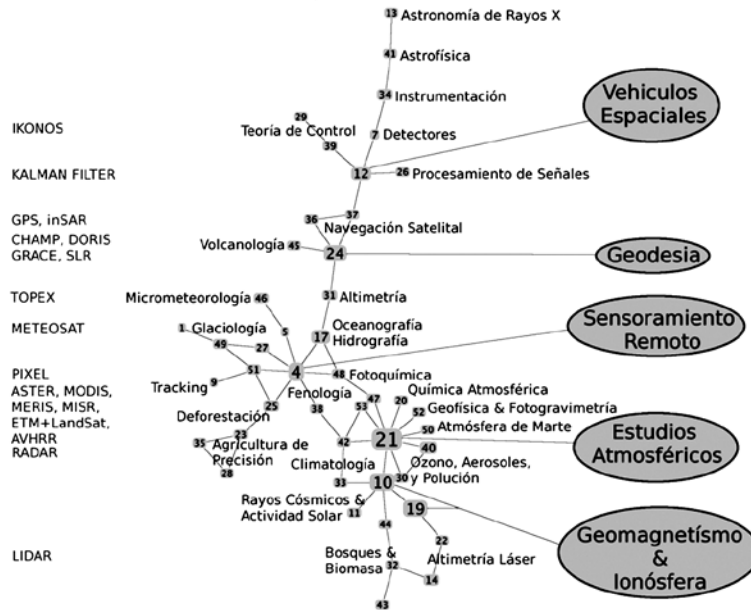 13 Astronomía de Rayos X
41 Astrofísica
34 Instrumentación
Vehiculos
Espaciales
29
IKONOS
Teoría de Control
7 Detectores
39
KALMAN FILTER
12
26 Procesamiento de Señales
GPS, inSAR
36
37
Navegación Satelital
CHAMP, DORIS
GRACE, SLR
Volcanología 45
24
Geodesia
TOPEX
Micrometeorología 46
31 Altimetría
METEOSAT
1 Glaciología
5
17 Oceanografía
Hidrografía
Sensoramiento
Remoto
49
27
PIXEL
51
4
48 Fotoquímica
ASTER, MODIS,
MERIS, MISR,
ETM+LandSat,
AVHRR
RADAR
Tracking 9
Fenología
47
20 Química Atmosférica
25
38
53
52 Geofísica & Fotogravimetría
Deforestación
50 Atmósfera de Marte
23
35 Agricultura de
Precisión
28
42
21
40
Estudios
Atmosféricos
Climatología
Ozono, Aerosoles,
30 y Polución
33
10
Rayos Cósmicos &
Actividad Solar 11
19
Geomagnetísmo
&
Ionósfera
44
22
LIDAR
Bosques &
Biomasa 32
Altimetría Láser
14
43